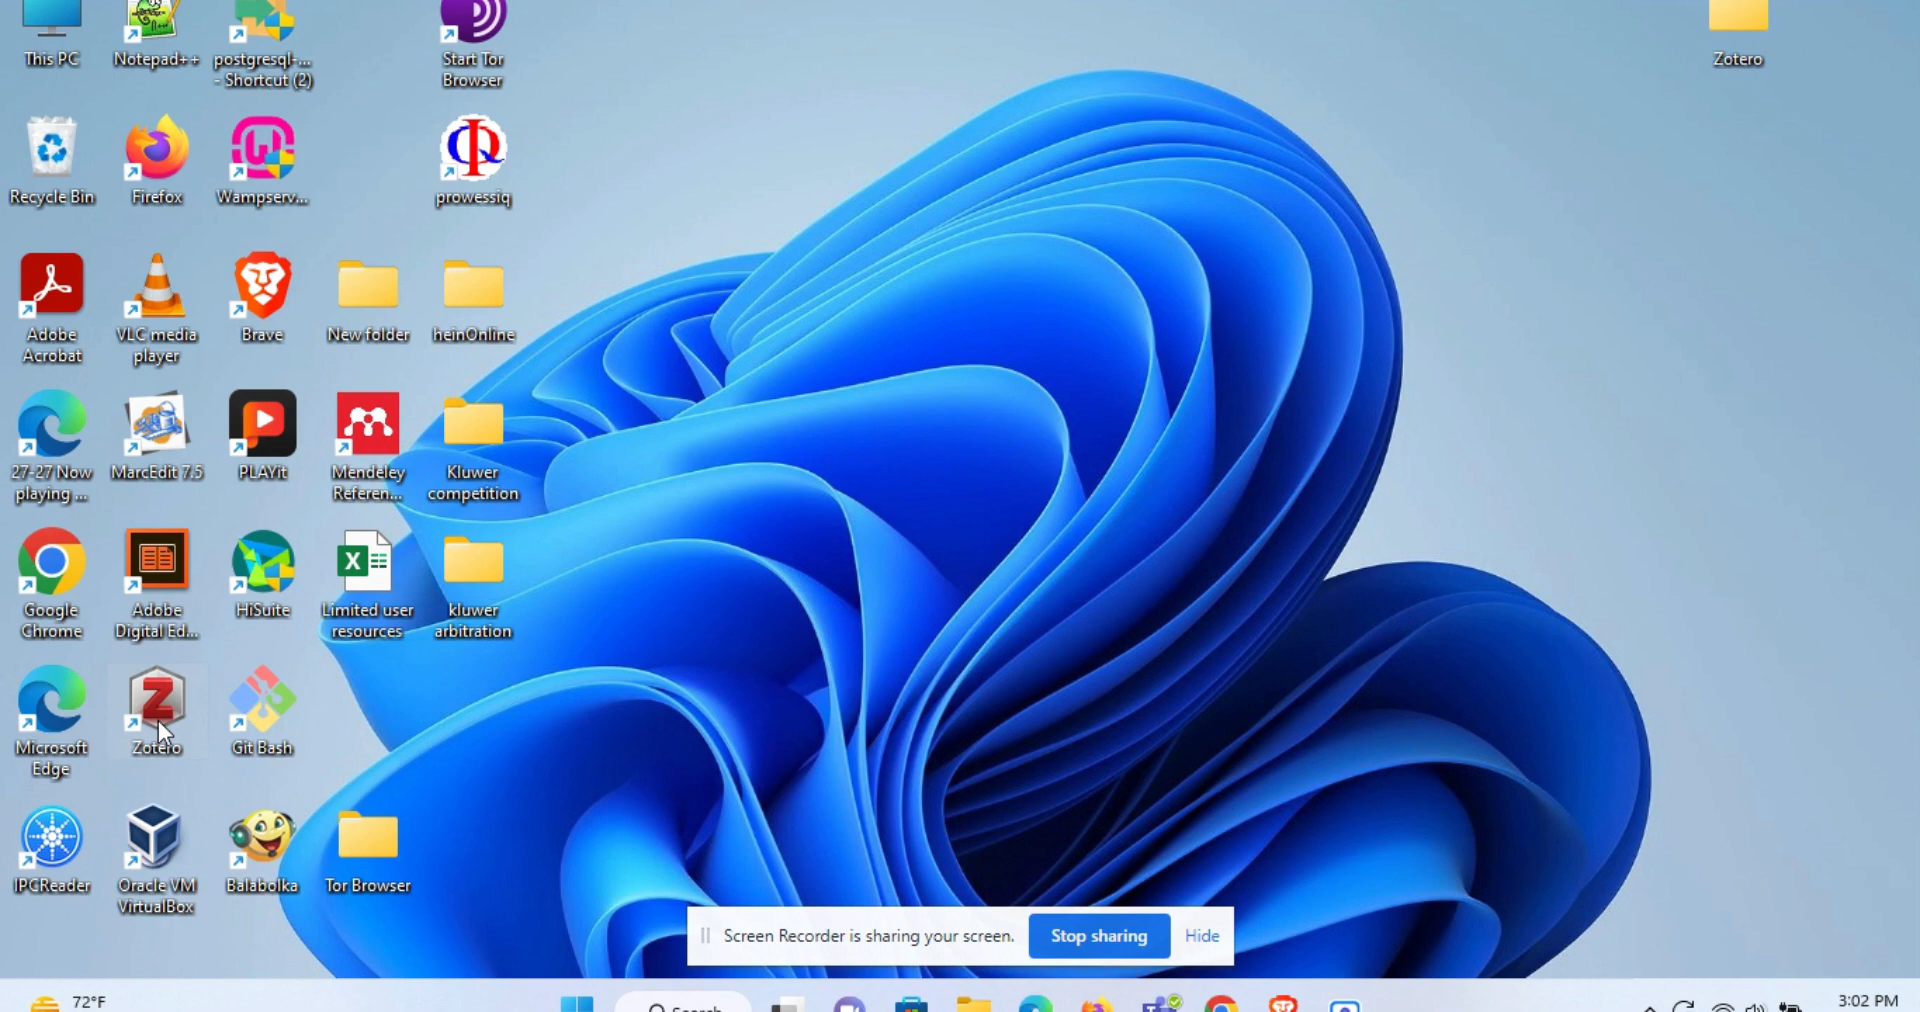 This PC
Notepad++
postgresql-...
- Shortcut (2)
Start Tor
Browser
Zotero
Recycle Bin
Firefox
Wampserv...
prowessiq
Adobe
Acrobat
VLC media
player
Brave
New folder
heinOnline
27-27 Now
playing ...
MarcEdit 7.5
PLAYit
Mendeley
Referen...
Kluwer
competition
Google
Chrome
Adobe
Digital Ed...
HiSuite
Limited user
resources
kluwer
arbitration
Microsoft
Edge
Zotero
Git Bash
IPCReader
Oracle VM
VirtualBox
Balabolka
Tor Browser
Screen Recorder is sharing your screen.
Stop sharing
Hide
72°F
Search
3:02 PM